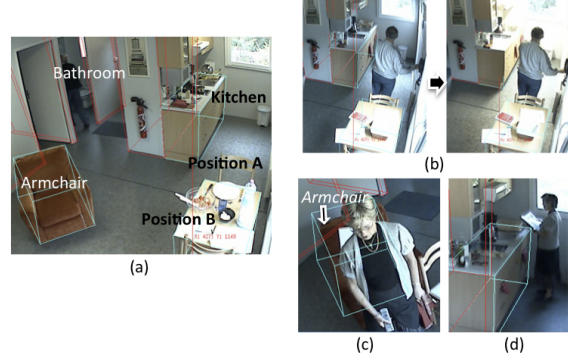 Bathroom
Kitchen
Armchair
Position A
Position B
(a)
(b)
Armchair
(c)
(d)